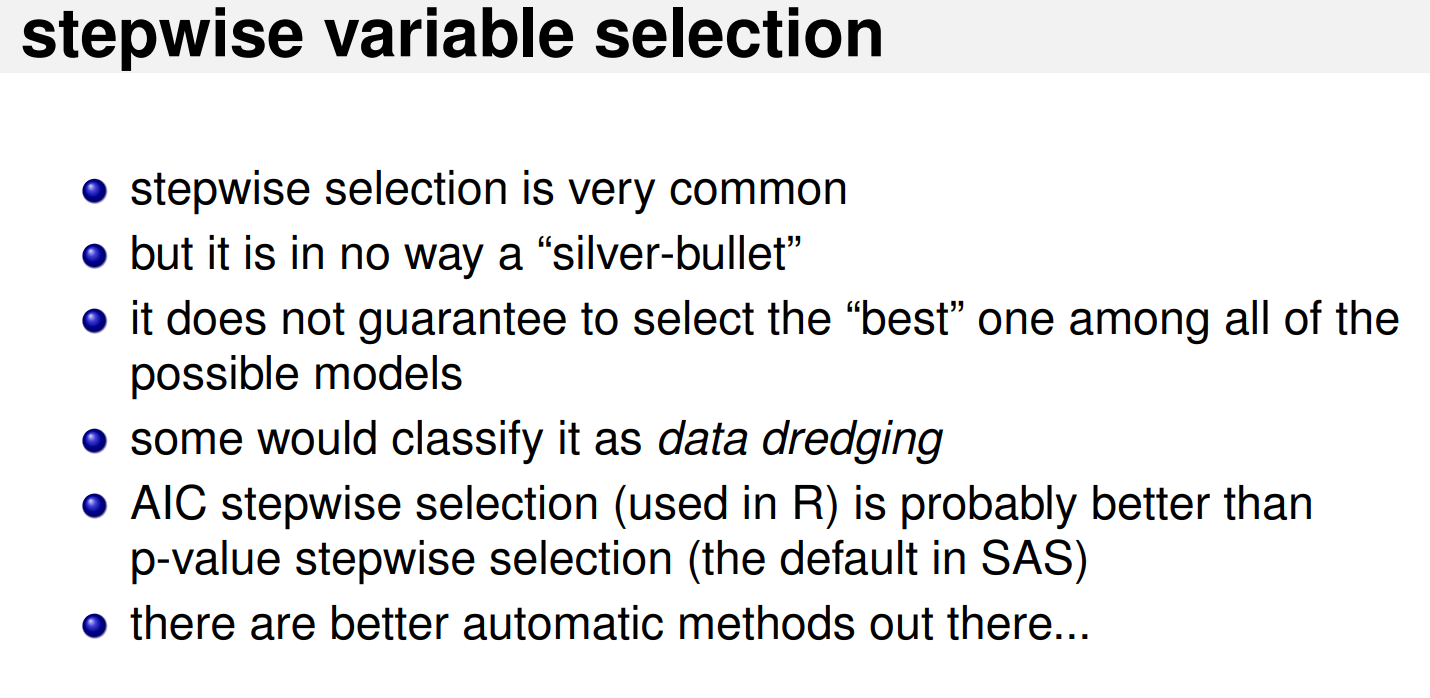 stepwise variable selection
stepwise selection is very common
but it is in no way a “silver-bullet”
it does not guarantee to select the “best” one among all of the
possible models
some would classify it as data dredging
AIC stepwise selection (used in R) is probably better than
p-value stepwise selection (the default in SAS)
there are better automatic methods out there...